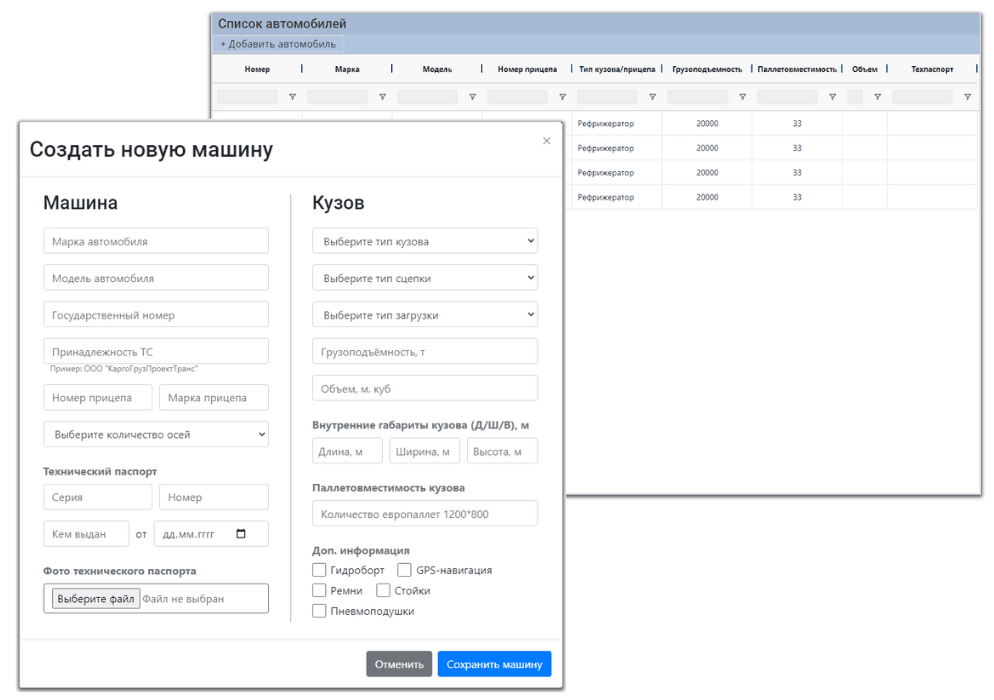 Список автомобилей
+ Добавить автомобиль
Номер Марка Модель Номер прицепа Тип кузова/прицепа Грузоподъемность Паллетовместимость Объем Техпаспорт
Рефрижератор 20000 33
Рефрижератор 20000 33
Рефрижератор 20000 33
Рефрижератор 20000 33
Создать новую машину ×
Машина
Марка автомобиля
Модель автомобиля
Государственный номер
Принадлежность ТС
Пример: ООО "КаргоГрузПроектТранс"
Номер прицепа Марка прицепа
Выберите количество осей
Технический паспорт
Серия Номер
Кем выдан от дд.мм.гггг
Фото технического паспорта
Выберите файл Файл не выбран
Кузов
Выберите тип кузова
Выберите тип сцепки
Выберите тип загрузки
Грузоподъёмность, т
Объем, м. куб
Внутренние габариты кузова (Д/Ш/В), м
Длина, м Ширина, м Высота, м
Паллетовместимость кузова
Количество европаллет 1200*800
Доп. информация
Гидроборт GPS-навигация
Ремни Стойки
Пневмоподушки
Отменить Сохранить машину